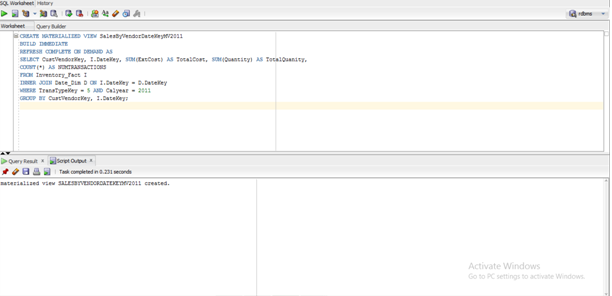 SQL Worksheet History
rdbms
Worksheet Query Builder
CREATE MATERIALIZED VIEW SalesByVendorDateKeyMV2011
BUILD IMMEDIATE
REFRESH COMPLETE ON DEMAND AS
SELECT CustVendorKey, I.DateKey, SUM(ExtCost) AS TotalCost, SUM(Quantity) AS TotalQuanity,
COUNT(*) AS NUMTRANSACTIONS
FROM Inventory_Fact I
INNER JOIN Date_Dim D ON I.DateKey = D.DateKey
WHERE TransTypeKey = 5 AND Calyear = 2011
GROUP BY CustVendorKey, I.DateKey;
Query Result × Script Output ×
Task completed in 0.231 seconds
materialized view SALESBYVENDORDATEKEYMV2011 created.
Activate Windows
Go to PC settings to activate Windows.